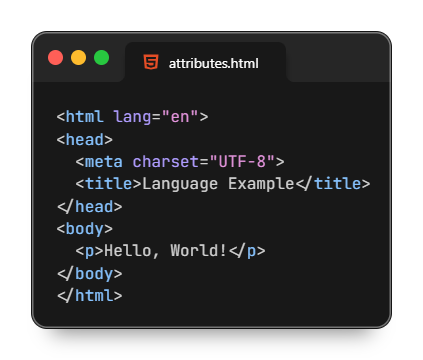 attributes.html
<html lang="en">
<head>
  <meta charset="UTF-8">
  <title>Language Example</title>
</head>
<body>
  <p>Hello, World!</p>
</body>
</html>